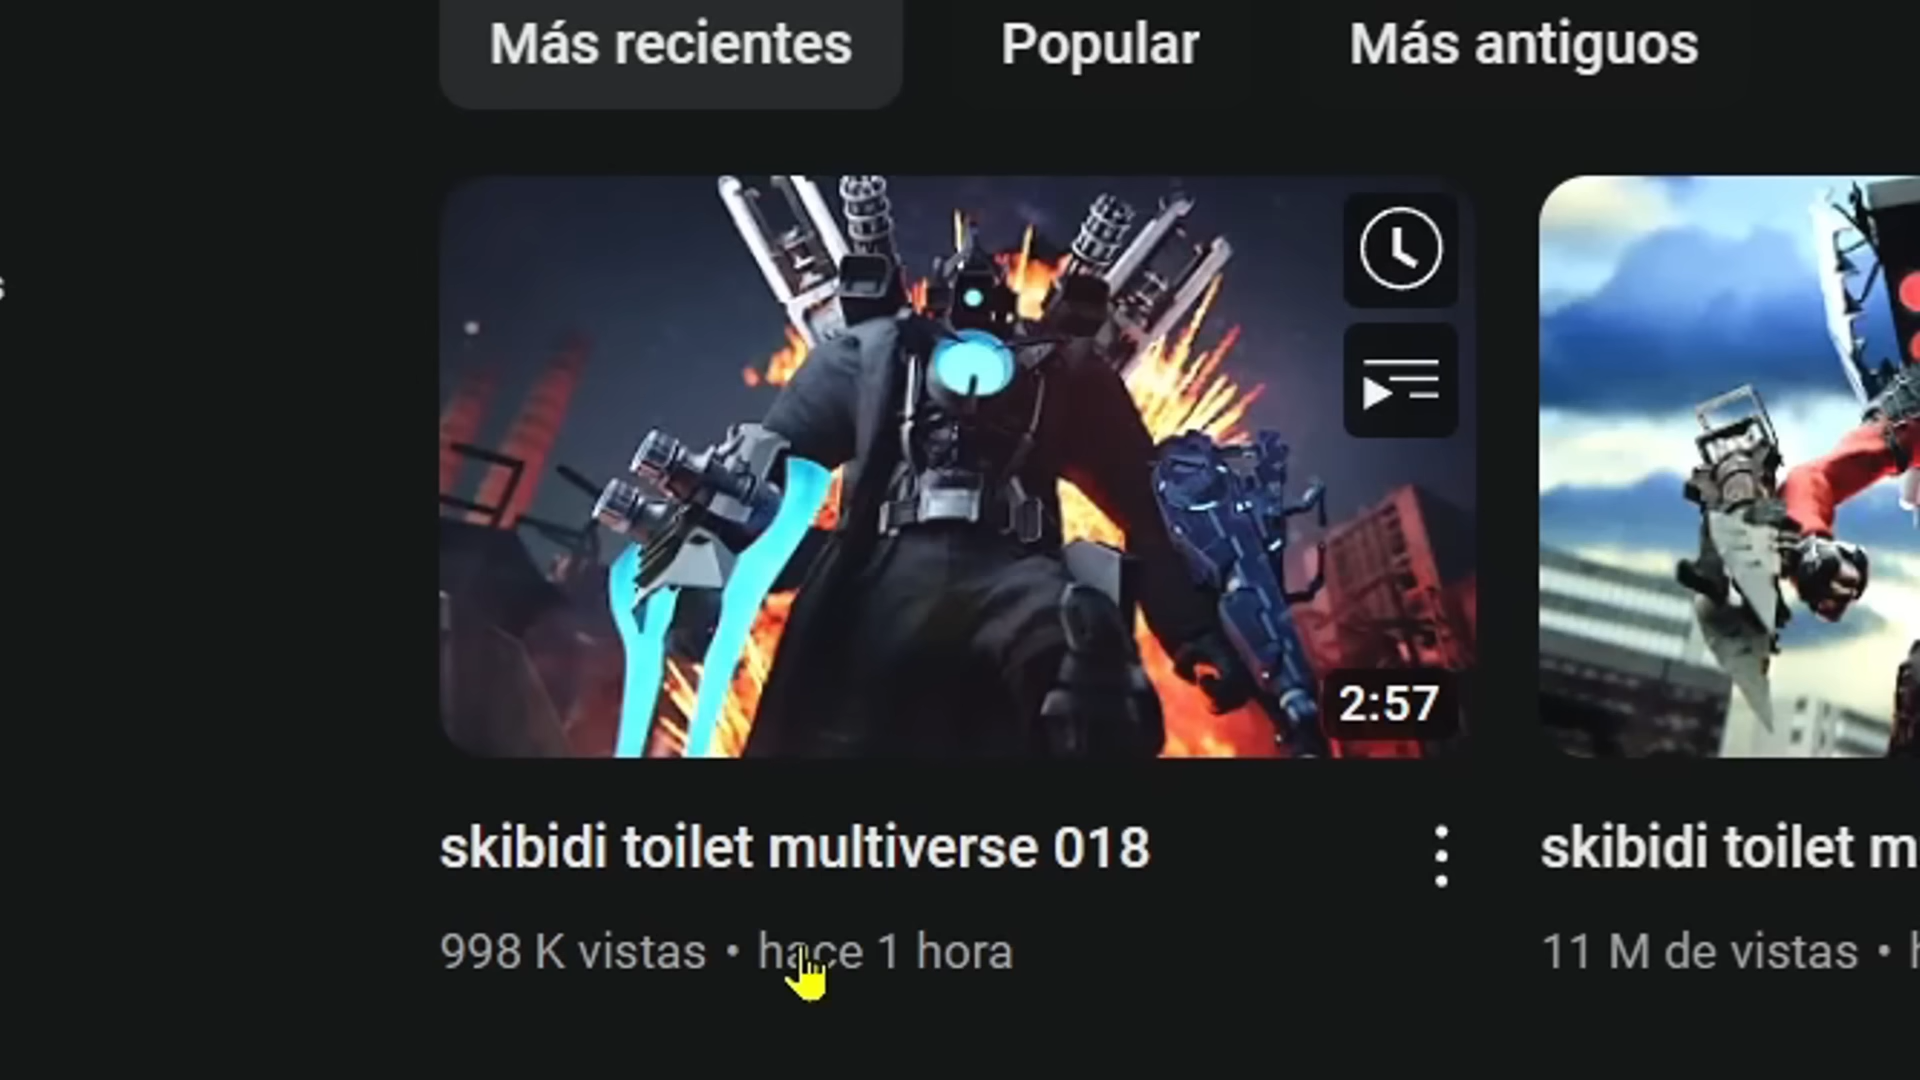 Más recientes Popular Más antiguos
s
2:57
skibidi toilet multiverse 018
998 K vistas • hace 1 hora
skibidi toilet m
11 M de vistas • h